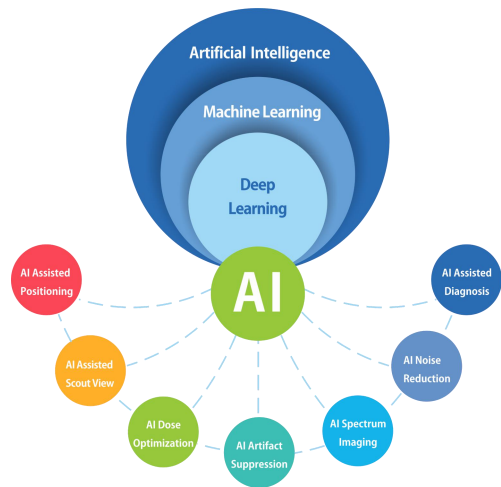 Artificial Intelligence
Machine Learning
Deep
Learning
AI
AI Assisted
Positioning
AI Assisted
Scout View
AI Dose
Optimization
AI Artifact
Suppression
AI Spectrum
Imaging
AI Noise
Reduction
AI Assisted
Diagnosis